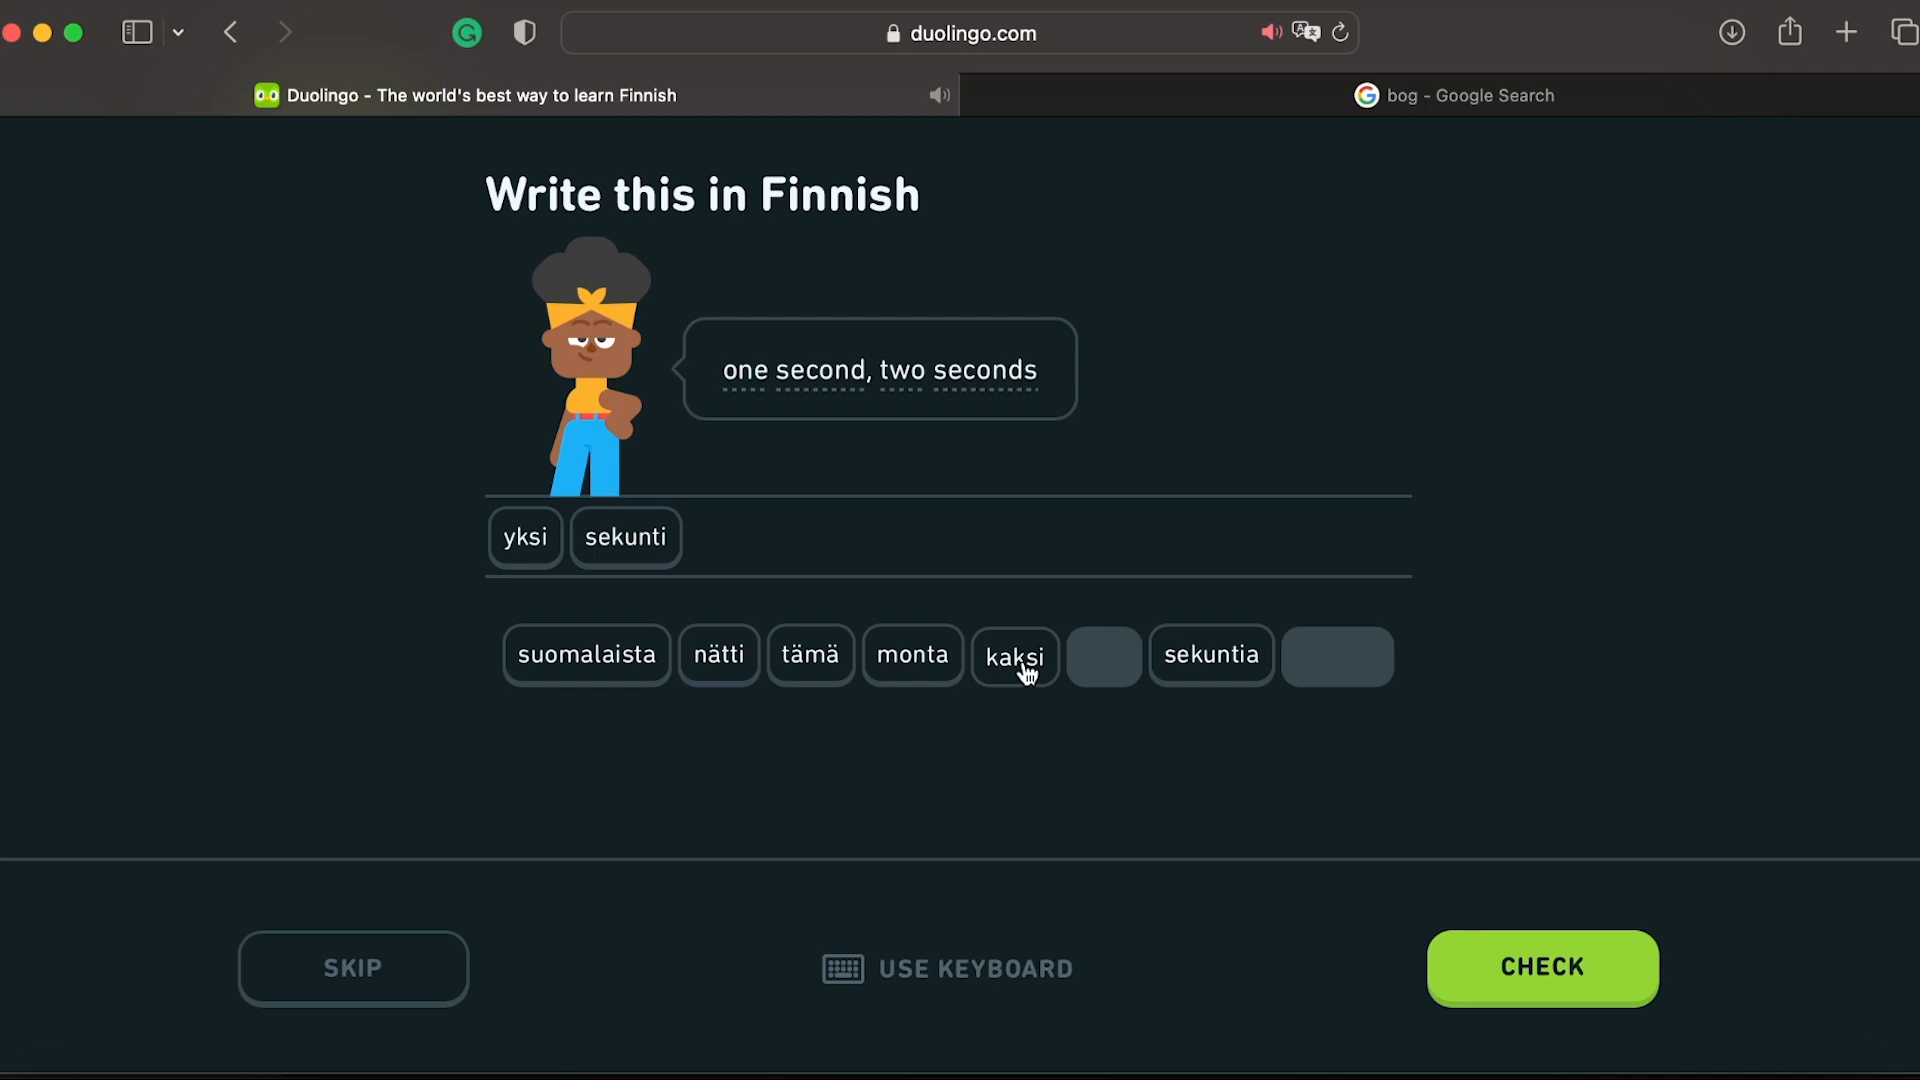 duolingo.com
Duolingo - The world's best way to learn Finnish
bog - Google Search
Write this in Finnish
one second, two seconds
yksi sekunti
suomalaista nätti tämä monta kaksi sekuntia
SKIP USE KEYBOARD CHECK